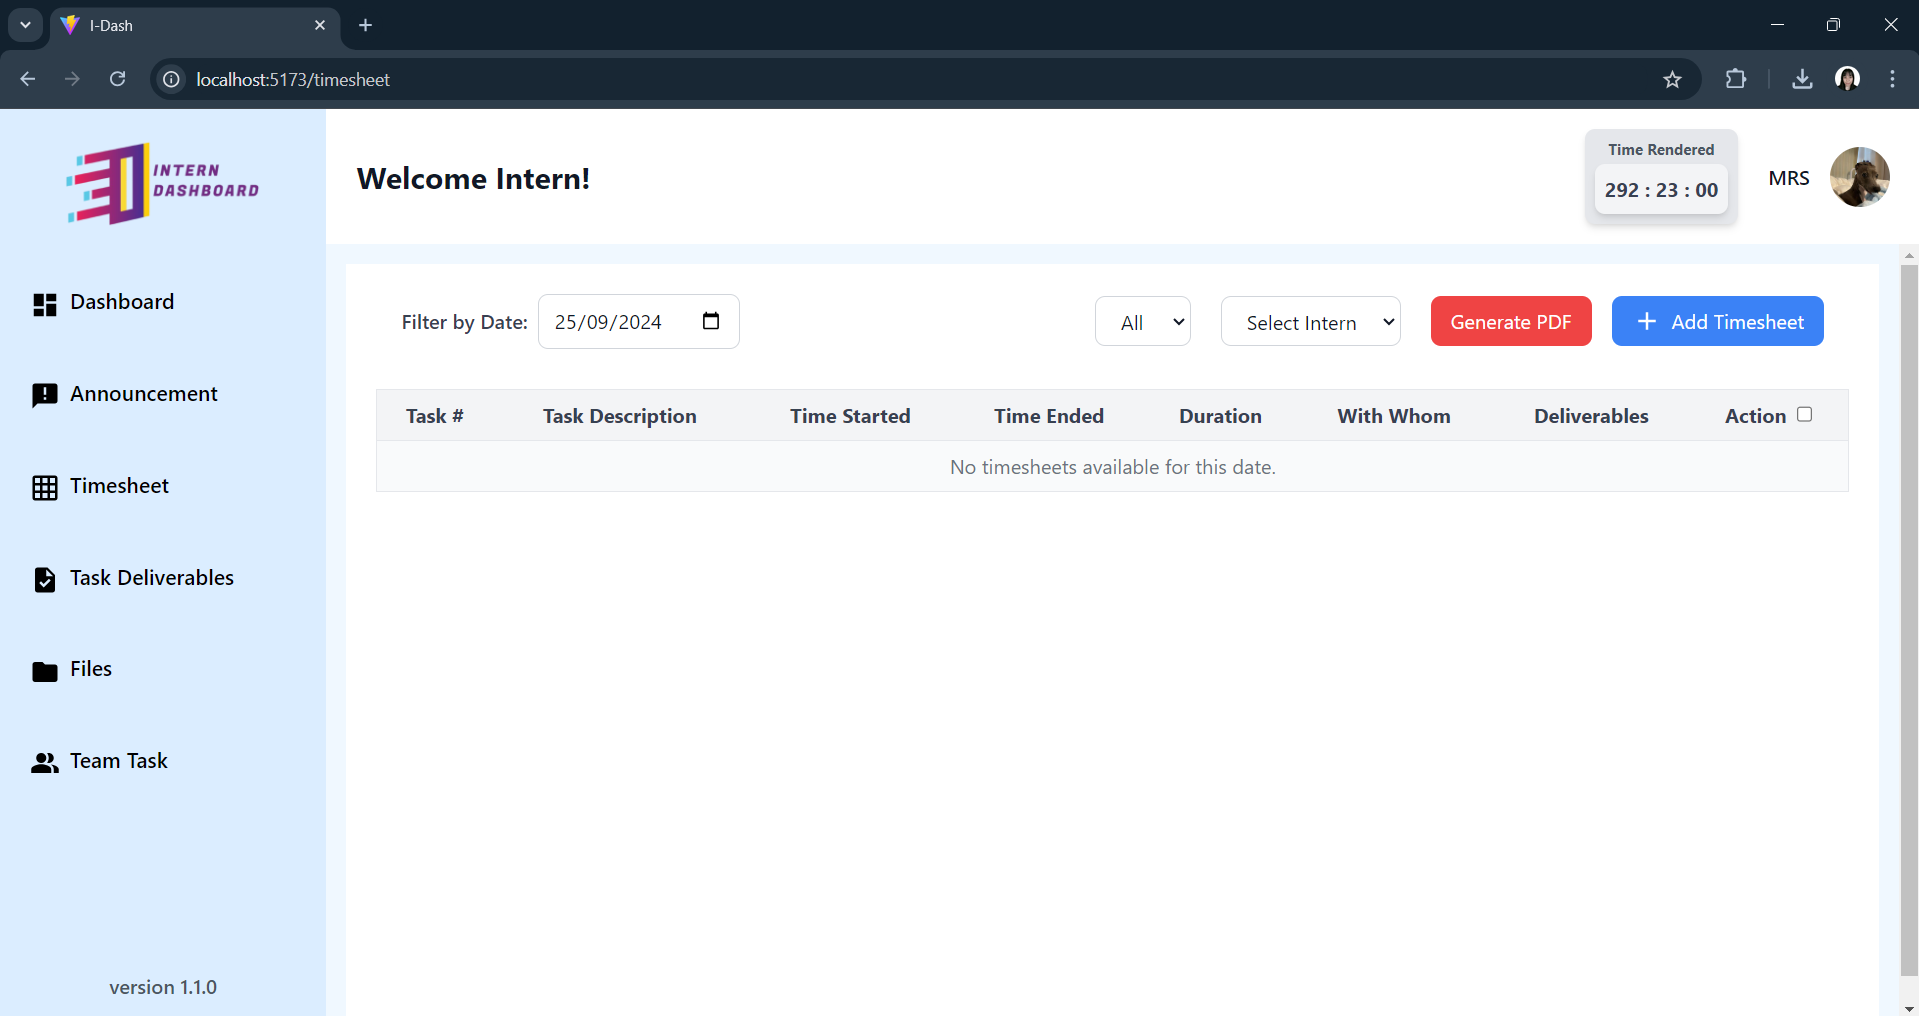 I-Dash
localhost:5173/timesheet
INTERN
DASHBOARD
Welcome Intern!
Time Rendered
292 : 23 : 00
MRS
Dashboard
Announcement
Timesheet
Task Deliverables
Files
Team Task
version 1.1.0
Filter by Date: 25/09/2024 All Select Intern Generate PDF + Add Timesheet
Task # Task Description Time Started Time Ended Duration With Whom Deliverables Action
No timesheets available for this date.